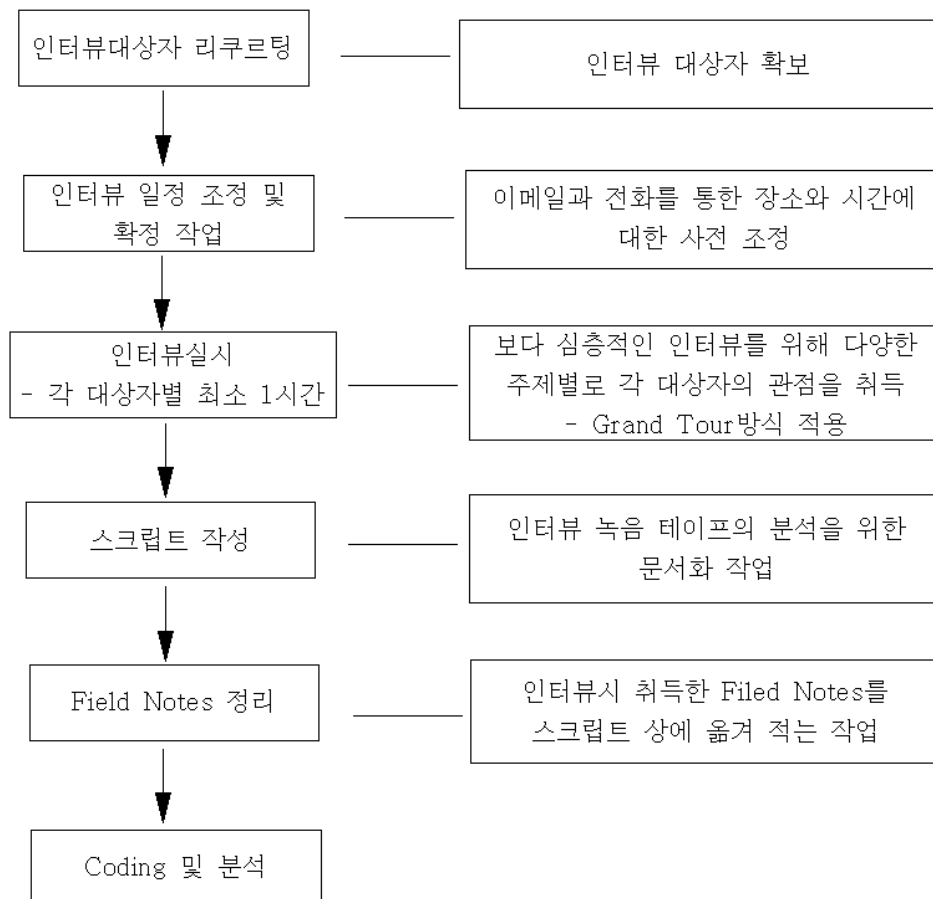 인터뷰대상자 리쿠르팅
인터뷰 대상자 확보
인터뷰 일정 조정 및
확정 작업
이메일과 전화를 통한 장소와 시간에
대한 사전 조정
인터뷰실시
- 각 대상자별 최소 1시간
보다 심층적인 인터뷰를 위해 다양한
주제별로 각 대상자의 관점을 취득
- Grand Tour방식 적용
스크립트 작성
인터뷰 녹음 테이프의 분석을 위한
문서화 작업
Field Notes 정리
인터뷰시 취득한 Filed Notes를
스크립트 상에 옮겨 적는 작업
Coding 및 분석